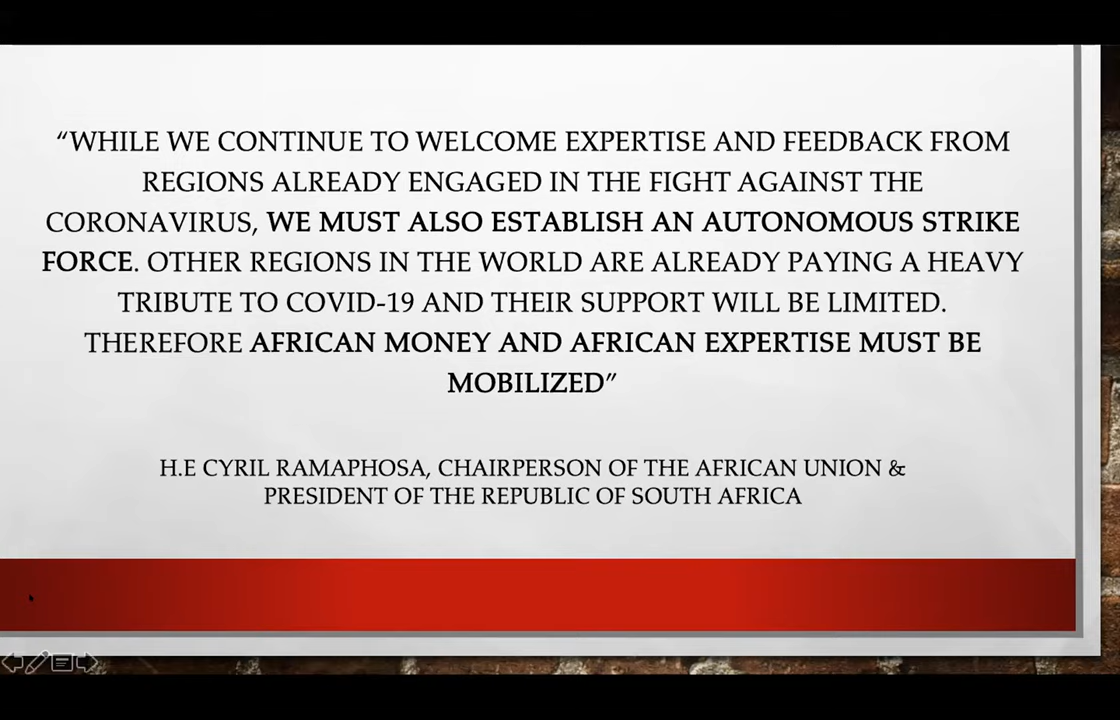 “WHILE WE CONTINUE TO WELCOME EXPERTISE AND FEEDBACK FROM
REGIONS ALREADY ENGAGED IN THE FIGHT AGAINST THE
CORONAVIRUS, WE MUST ALSO ESTABLISH AN AUTONOMOUS STRIKE
FORCE. OTHER REGIONS IN THE WORLD ARE ALREADY PAYING A HEAVY
TRIBUTE TO COVID-19 AND THEIR SUPPORT WILL BE LIMITED.
THEREFORE AFRICAN MONEY AND AFRICAN EXPERTISE MUST BE
MOBILIZED”
H.E CYRIL RAMAPHOSA, CHAIRPERSON OF THE AFRICAN UNION &
PRESIDENT OF THE REPUBLIC OF SOUTH AFRICA